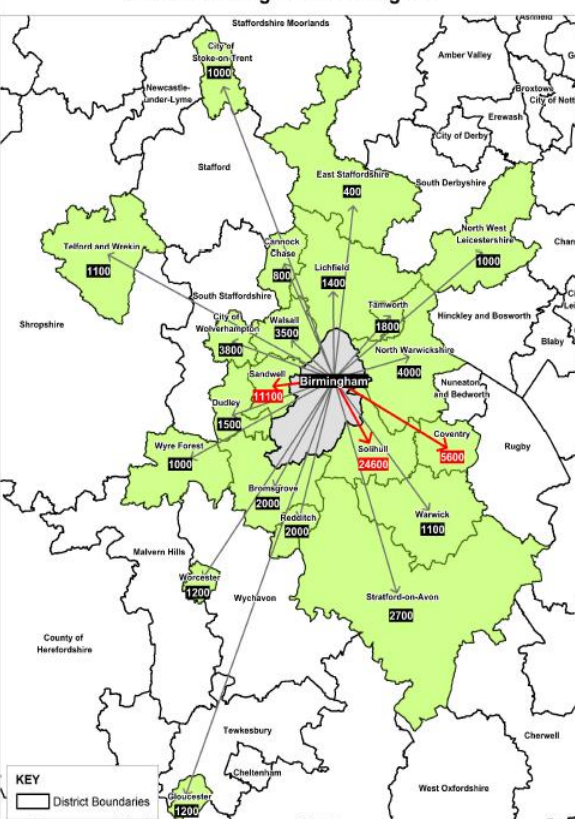 Staffordshire Moorlands
City of
Stoke-on-Trent
1000
Amber Valley
Newcastle-
under-Lyme
Broxtowe
City of Nott
Erewash
City of Derby
Stafford
East Staffordshire
400
South Derbyshire
North West
Leicestershire
1000
Telford and Wrekin
1100
Cannock
Chase
800
Lichfield
1400
Tamworth
1800
South Staffordshire
City of
Wolverhampton
3800
Walsall
3500
Hinckley and Bosworth
Shropshire
Blaby
North Warwickshire
4000
Sandwell
11100
Birmingham
Nuneaton
and Bedworth
Dudley
1500
Coventry
5600
Rugby
Wyre Forest
1000
Solihull
24600
Bromsgrove
2000
Redditch
2000
Warwick
1100
Malvern Hills
Worcester
1200
Wychavon
Stratford-on-Avon
2700
County of
Herefordshire
Tewkesbury
Cherwell
Cheltenham
KEY
District Boundaries
Gloucester
1200
West Oxfordshire